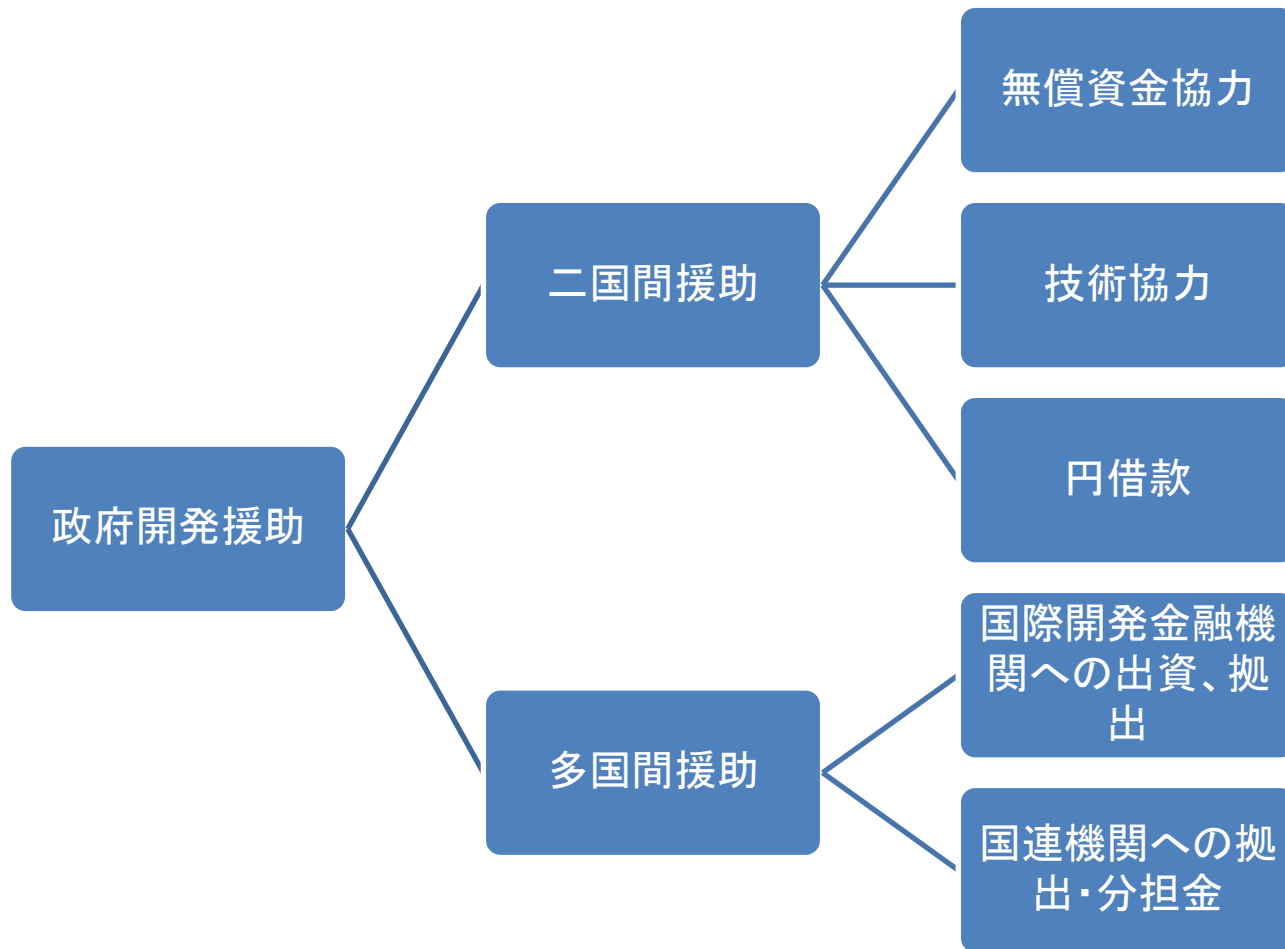 無償資金協力
二国間援助
技術協力
円借款
政府開発援助
国際開発金融機
関への出資、拠
出
多国間援助
国連機関への拠
出・分担金